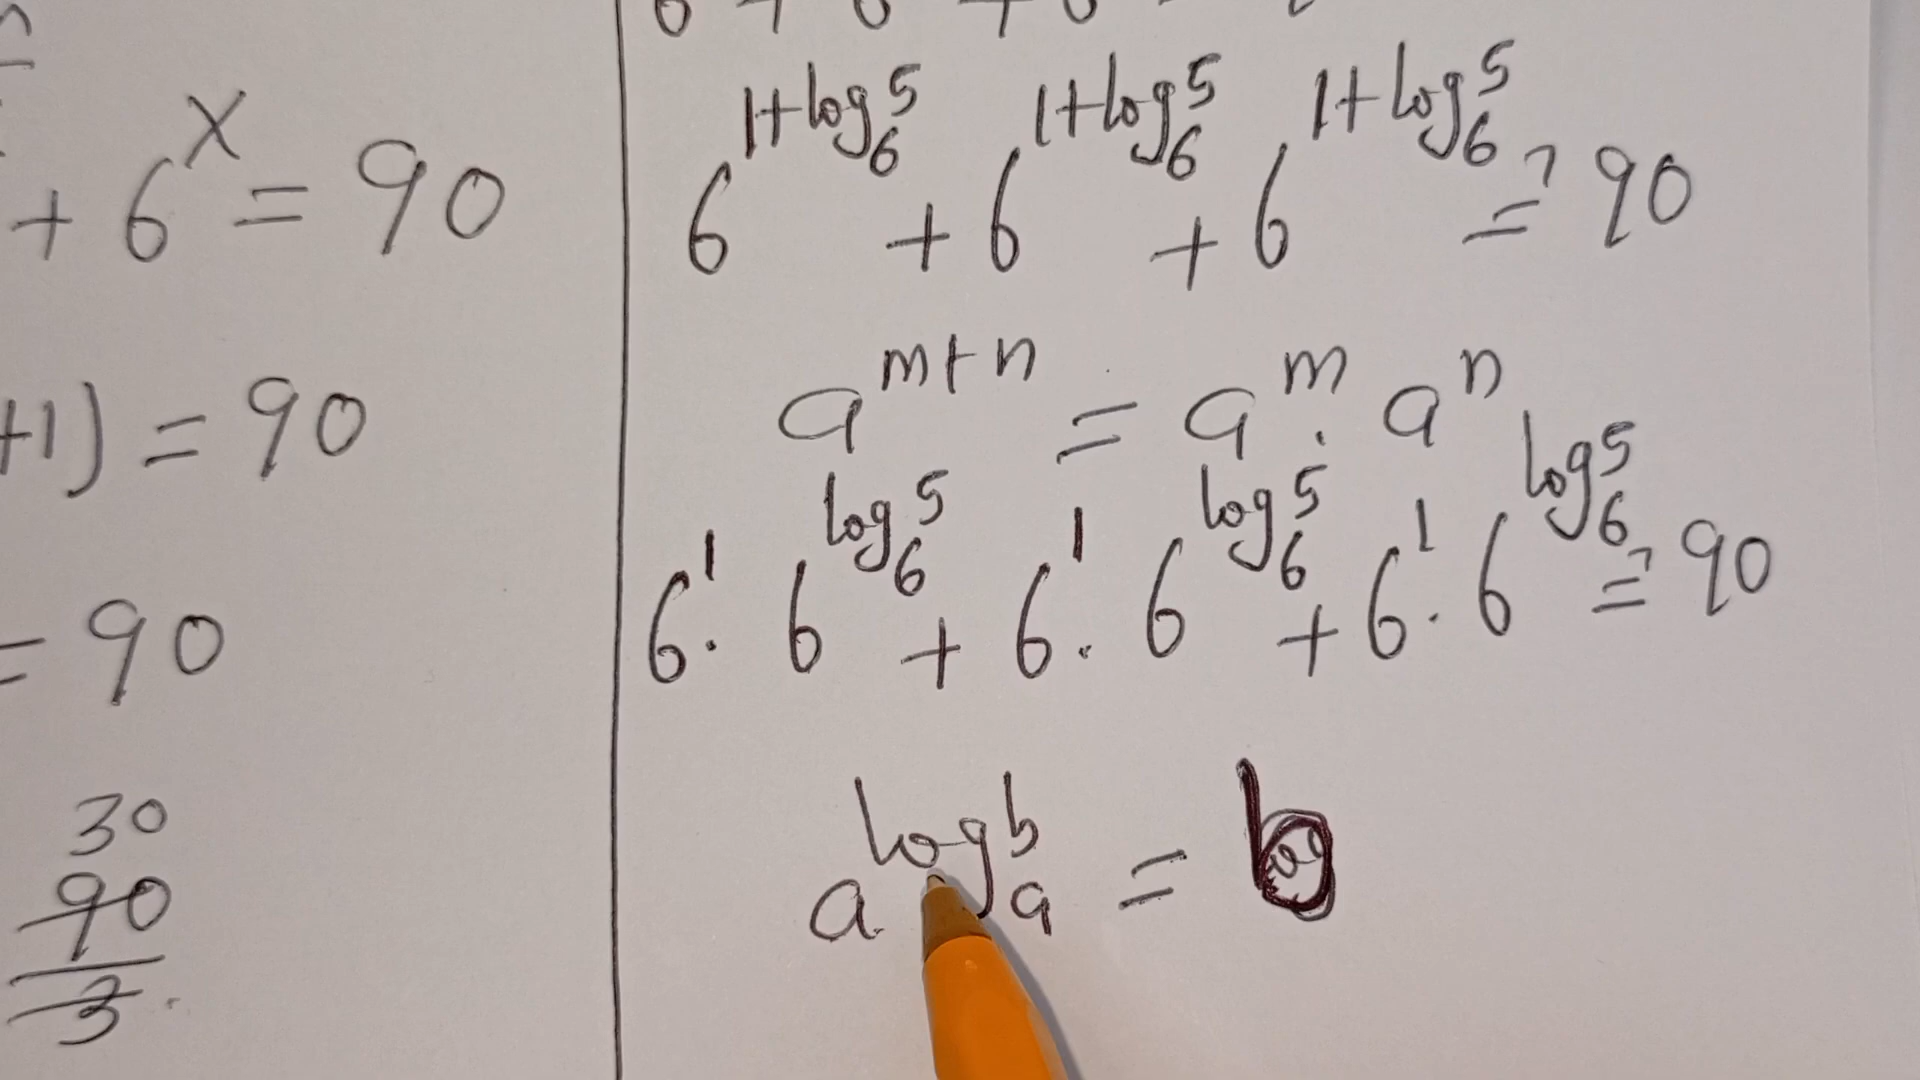 + 6^x = 90
+1) = 90
= 90
30
90
3
6^{1+log_6 5} + 6^{1+log_6 5} + 6^{1+log_6 5} =? 90
a^{m+n} = a^m . a^n
6^1 . 6^{log_6 5} + 6^1 . 6^{log_6 5} + 6^1 . 6^{log_6 5} =? 90
a^{log_a b} = b